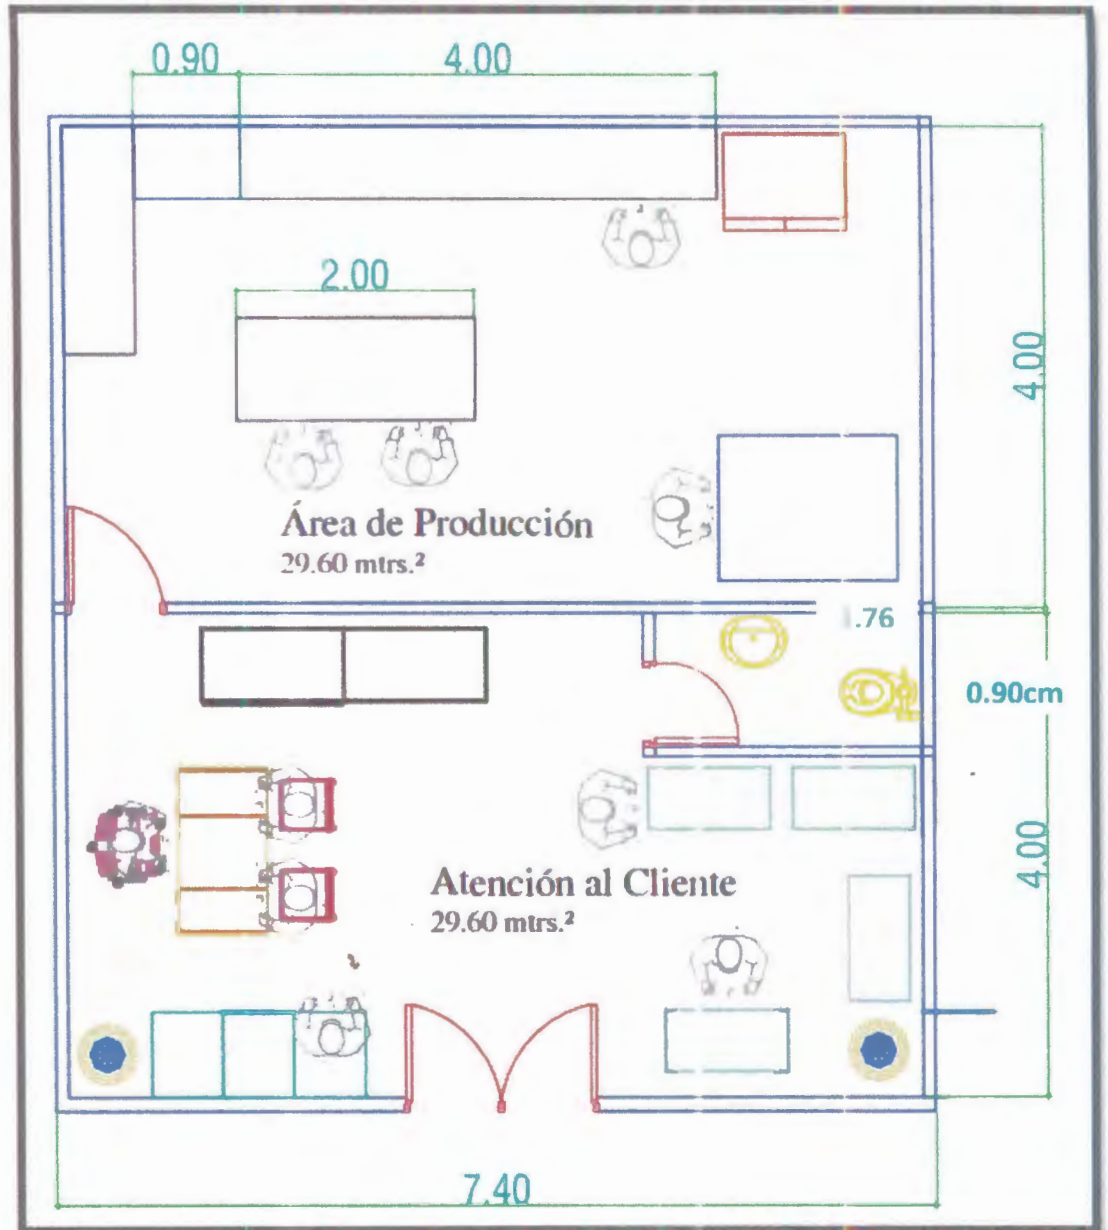 0.90
4.00
2.00
4.00
Área de Producción
29.60 mtrs.²
1.76
0.90cm
4.00
Atención al Cliente
29.60 mtrs.²
7.40